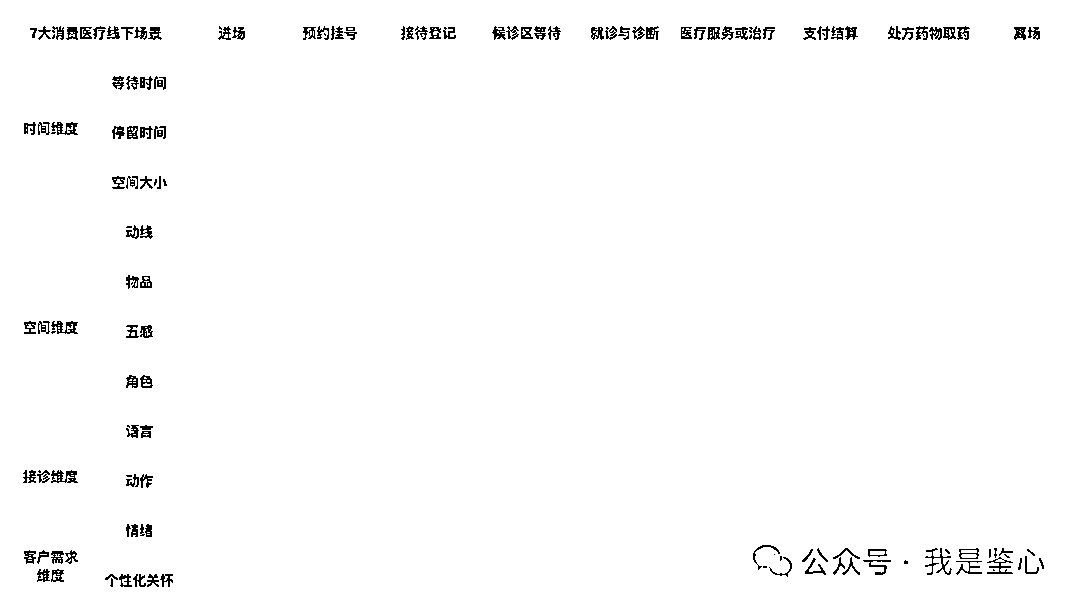 7大消费医疗线下场景 进场 预约挂号 接待登记 候诊区等待 就诊与诊断 医疗服务或治疗 支付结算 处方药物取药 离场
等待时间
时间维度 停留时间
空间大小
动线
物品
空间维度 五感
角色
语言
接诊维度 动作
情绪
客户需求
维度 个性化关怀
公众号·我是鉴心